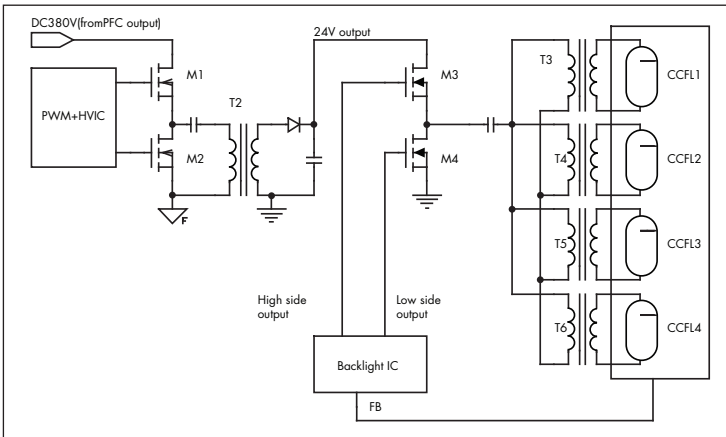 DC380V(fromPFC output)
24V output
M1
M3
T3
CCFL1
PWM+HVIC
T2
M2
M4
T4
CCFL2
F
T5
CCFL3
High side
output
Low side
output
T6
CCFL4
Backlight IC
FB